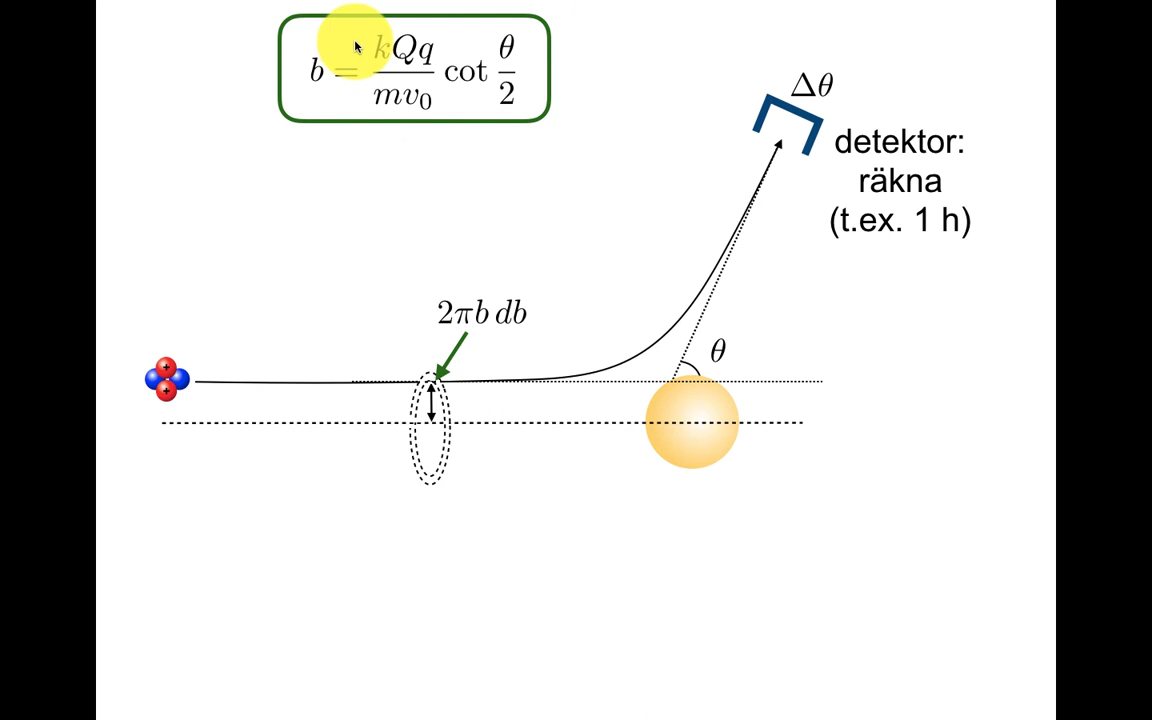 b = kQq / mv₀ cot θ/2
Δθ
detektor:
räkna
(t.ex. 1 h)
2πb db
θ
+
+